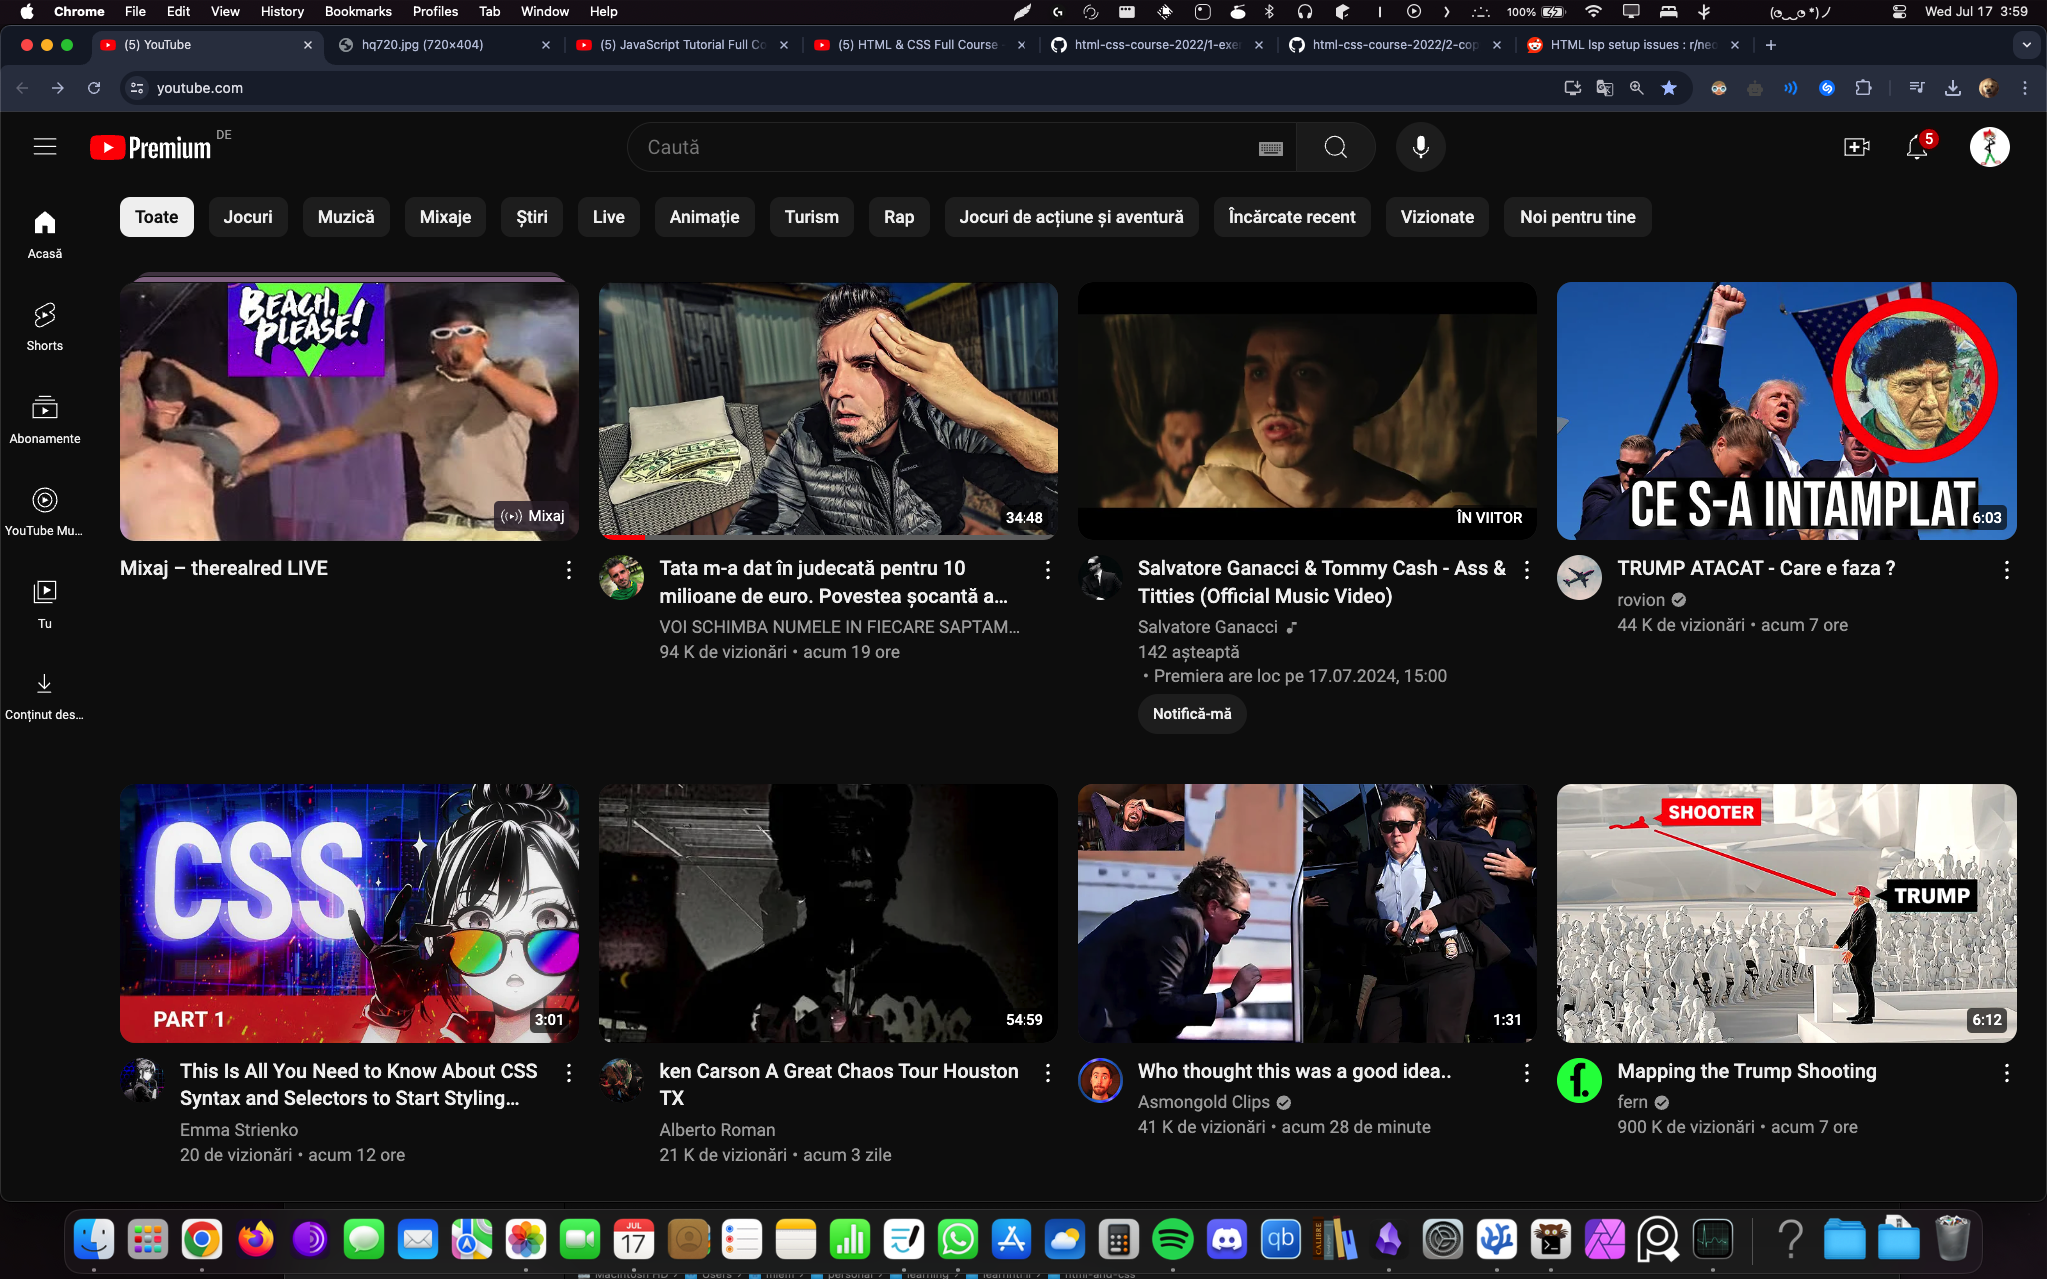 Chrome File Edit View History Bookmarks Profiles Tab Window Help
100%
(◕‿◕*)ノ
Wed Jul 17 3:59
(5) YouTube
hq720.jpg (720×404)
(5) JavaScript Tutorial Full Co
(5) HTML & CSS Full Course
html-css-course-2022/1-exer
html-css-course-2022/2-cop
HTML lsp setup issues : r/neo
youtube.com
Premium DE
Caută
5
Toate
Jocuri
Muzică
Mixaje
Știri
Live
Animație
Turism
Rap
Jocuri de acțiune și aventură
Încărcate recent
Vizionate
Noi pentru tine
Acasă
Shorts
Abonamente
YouTube Mu...
Tu
Conținut des...
BEACH,
PLEASE!
Mixaj
Mixaj – therealred LIVE
34:48
Tata m-a dat în judecată pentru 10
milioane de euro. Povestea șocantă a...
VOI SCHIMBA NUMELE IN FIECARE SAPTAM...
94 K de vizionări • acum 19 ore
ÎN VIITOR
Salvatore Ganacci & Tommy Cash - Ass &
Titties (Official Music Video)
Salvatore Ganacci
142 așteaptă
• Premiera are loc pe 17.07.2024, 15:00
Notifică-mă
CE S-A INTAMPLAT
6:03
TRUMP ATACAT - Care e faza ?
rovion
44 K de vizionări • acum 7 ore
CSS
PART 1
3:01
This Is All You Need to Know About CSS
Syntax and Selectors to Start Styling...
Emma Strienko
20 de vizionări • acum 12 ore
54:59
ken Carson A Great Chaos Tour Houston
TX
Alberto Roman
21 K de vizionări • acum 3 zile
1:31
Who thought this was a good idea..
Asmongold Clips
41 K de vizionări • acum 28 de minute
SHOOTER
TRUMP
6:12
f.
Mapping the Trump Shooting
fern
900 K de vizionări • acum 7 ore
JUL
17
qb
CALIBRE